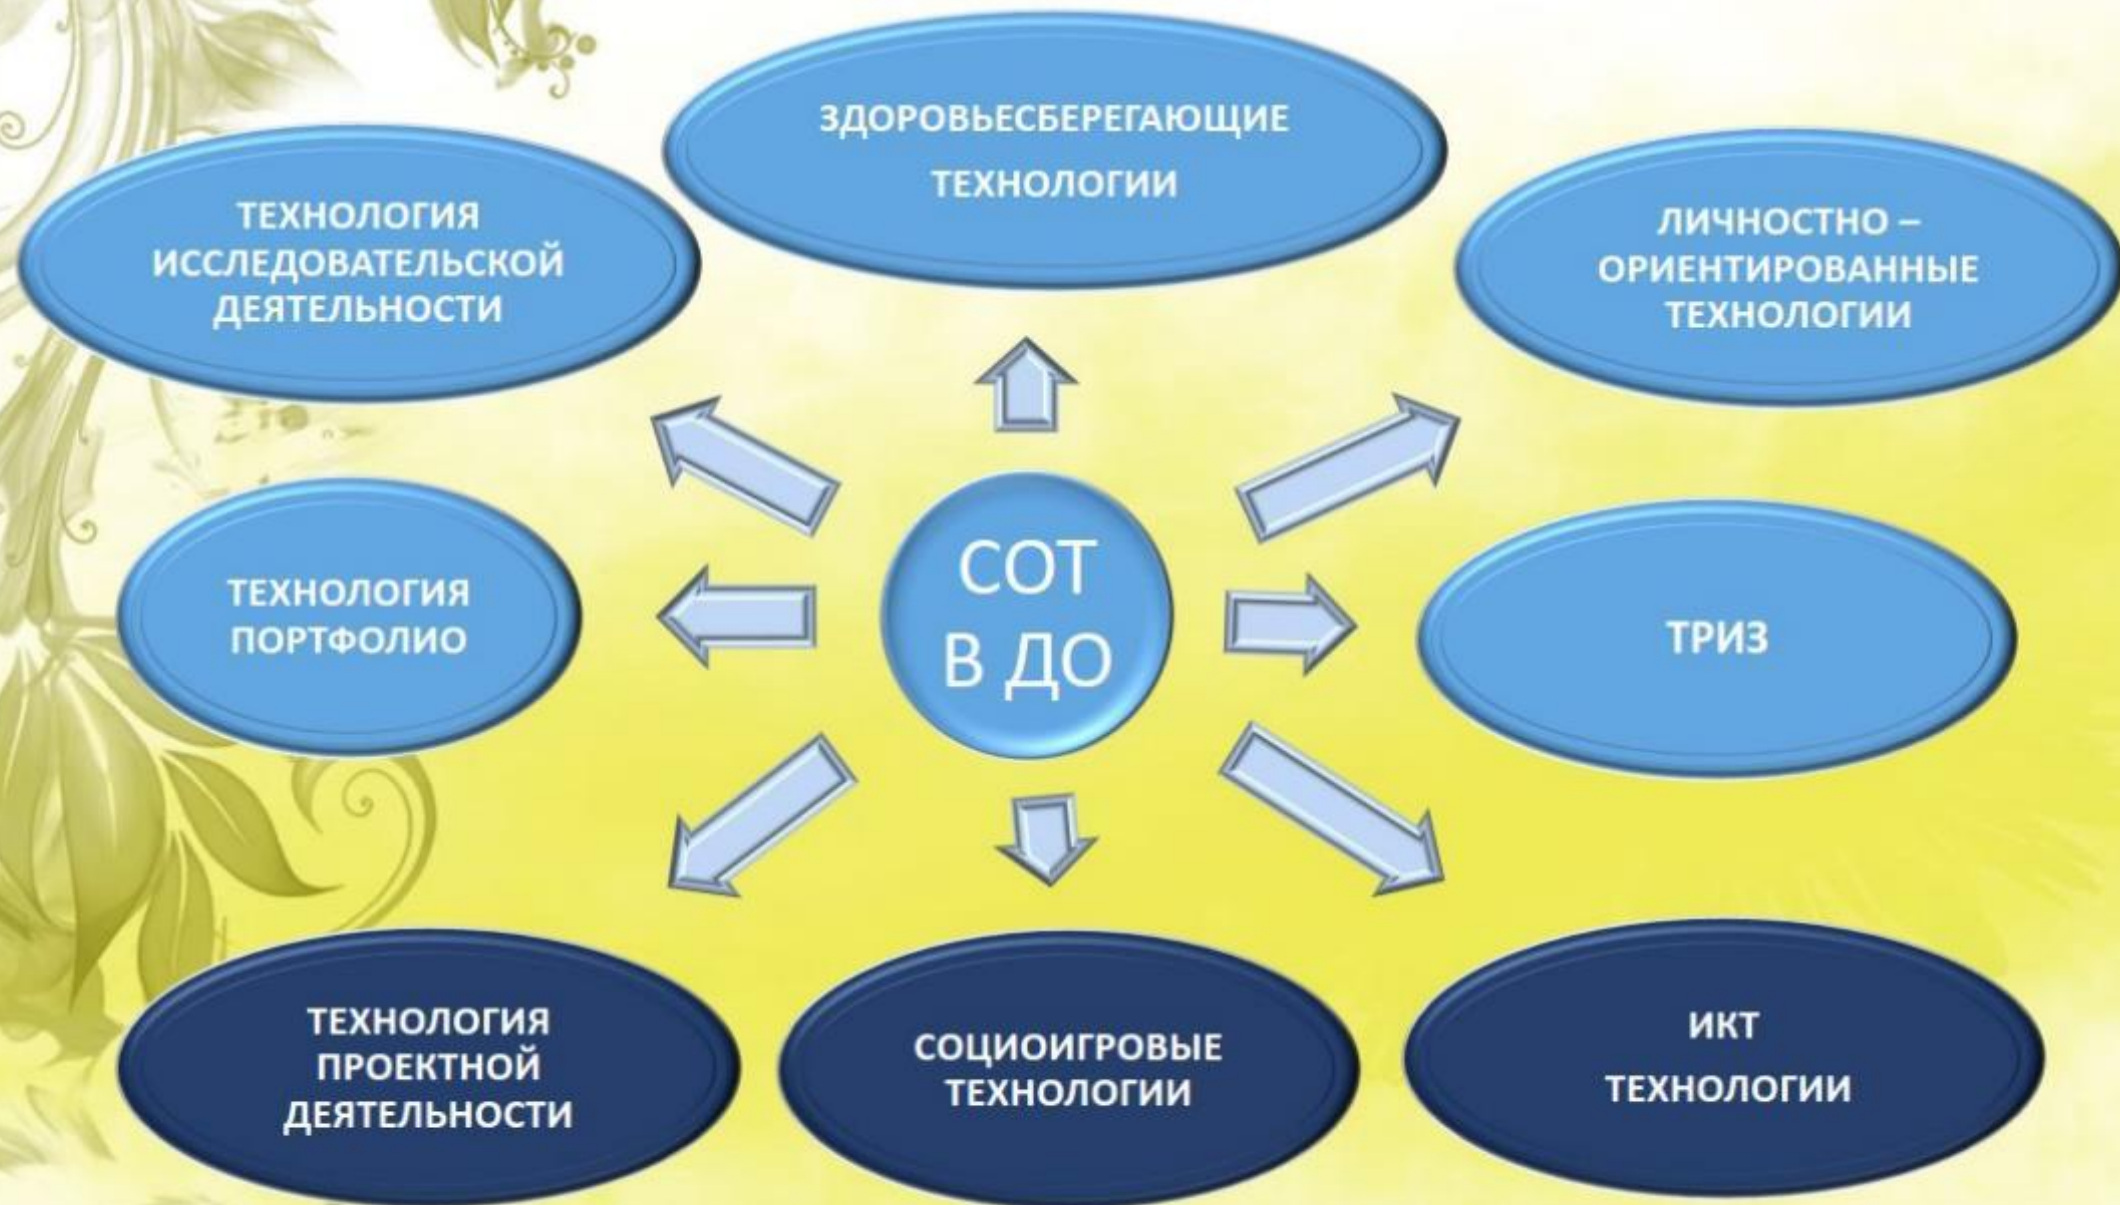 ЗДОРОВЬЕСБЕРЕГАЮЩИЕ
ТЕХНОЛОГИИ
ТЕХНОЛОГИЯ
ИССЛЕДОВАТЕЛЬСКОЙ
ДЕЯТЕЛЬНОСТИ
ЛИЧНОСТНО –
ОРИЕНТИРОВАННЫЕ
ТЕХНОЛОГИИ
ТЕХНОЛОГИЯ
ПОРТФОЛИО
СОТ
В ДО
ТРИЗ
ТЕХНОЛОГИЯ
ПРОЕКТНОЙ
ДЕЯТЕЛЬНОСТИ
СОЦИОИГРОВЫЕ
ТЕХНОЛОГИИ
ИКТ
ТЕХНОЛОГИИ